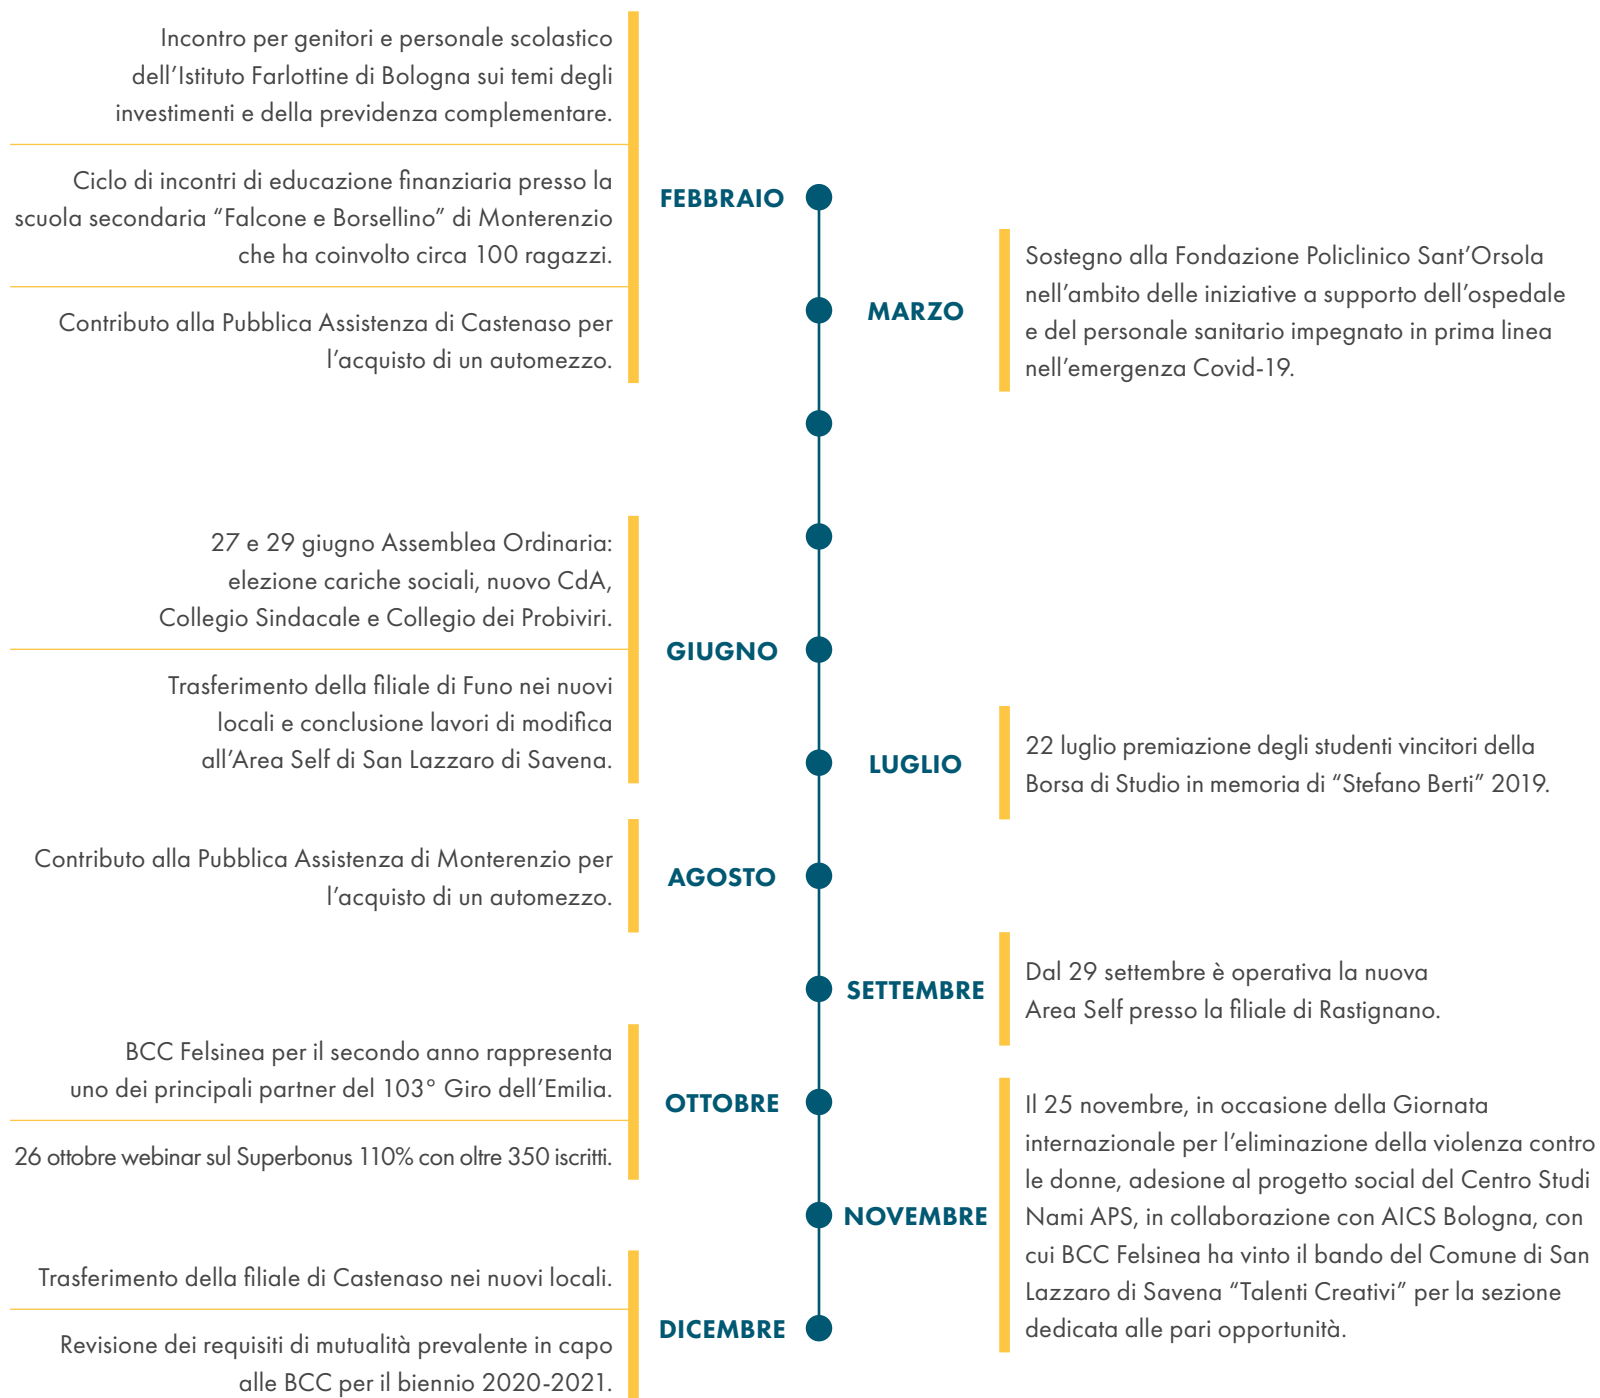 Incontro per genitori e personale scolastico
dell’Istituto Farlottine di Bologna sui temi degli
investimenti e della previdenza complementare.
Ciclo di incontri di educazione finanziaria presso la
scuola secondaria “Falcone e Borsellino” di Monterenzio
che ha coinvolto circa 100 ragazzi.
Contributo alla Pubblica Assistenza di Castenaso per
l’acquisto di un automezzo.
FEBBRAIO
MARZO
Sostegno alla Fondazione Policlinico Sant’Orsola
nell’ambito delle iniziative a supporto dell’ospedale
e del personale sanitario impegnato in prima linea
nell’emergenza Covid-19.
27 e 29 giugno Assemblea Ordinaria:
elezione cariche sociali, nuovo CdA,
Collegio Sindacale e Collegio dei Probiviri.
Trasferimento della filiale di Funo nei nuovi
locali e conclusione lavori di modifica
all’Area Self di San Lazzaro di Savena.
GIUGNO
LUGLIO
22 luglio premiazione degli studenti vincitori della
Borsa di Studio in memoria di “Stefano Berti” 2019.
Contributo alla Pubblica Assistenza di Monterenzio per
l’acquisto di un automezzo.
AGOSTO
SETTEMBRE
Dal 29 settembre è operativa la nuova
Area Self presso la filiale di Rastignano.
BCC Felsinea per il secondo anno rappresenta
uno dei principali partner del 103° Giro dell’Emilia.
26 ottobre webinar sul Superbonus 110% con oltre 350 iscritti.
OTTOBRE
NOVEMBRE
Il 25 novembre, in occasione della Giornata
internazionale per l’eliminazione della violenza contro
le donne, adesione al progetto social del Centro Studi
Nami APS, in collaborazione con AICS Bologna, con
cui BCC Felsinea ha vinto il bando del Comune di San
Lazzaro di Savena “Talenti Creativi” per la sezione
dedicata alle pari opportunità.
Trasferimento della filiale di Castenaso nei nuovi locali.
Revisione dei requisiti di mutualità prevalente in capo
alle BCC per il biennio 2020-2021.
DICEMBRE